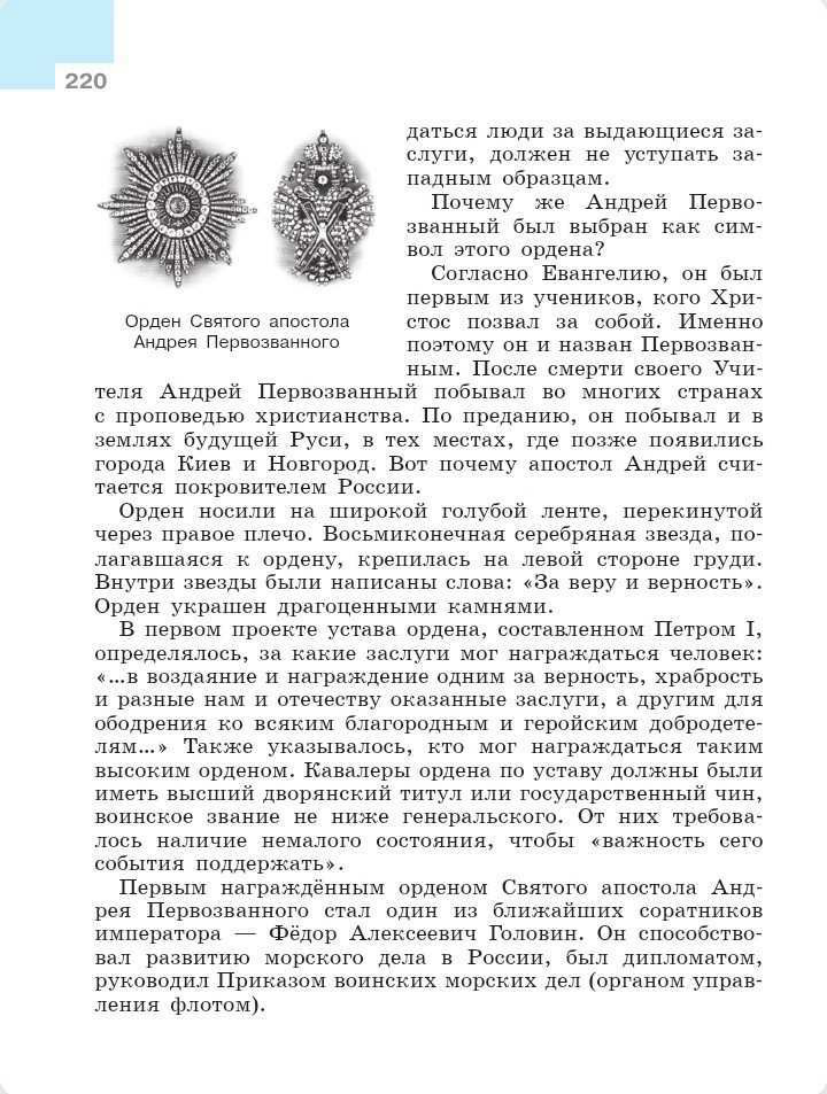 220
даться люди за выдающиеся за-
слуги, должен не уступать за-
падным образцам.
Почему же Андрей Перво-
званный был выбран как сим-
вол этого ордена?
Согласно Евангелию, он был
первым из учеников, кого Хри-
стос позвал за собой. Именно
поэтому он и назван Первозван-
ным. После смерти своего Учи-
Орден Святого апостола
Андрея Первозванного
теля Андрей Первозванный побывал во многих странах
с проповедью христианства. По преданию, он побывал и в
землях будущей Руси, в тех местах, где позже появились
города Киев и Новгород. Вот почему апостол Андрей счи-
тается покровителем России.
Орден носили на широкой голубой ленте, перекинутой
через правое плечо. Восьмиконечная серебряная звезда, по-
лагавшаяся к ордену, крепилась на левой стороне груди.
Внутри звезды были написаны слова: «За веру и верность».
Орден украшен драгоценными камнями.
В первом проекте устава ордена, составленном Петром I,
определялось, за какие заслуги мог награждаться человек:
«...в воздаяние и награждение одним за верность, храбрость
и разные нам и отечеству оказанные заслуги, а другим для
ободрения ко всяким благородным и геройским добродете-
лям...» Также указывалось, кто мог награждаться таким
высоким орденом. Кавалеры ордена по уставу должны были
иметь высший дворянский титул или государственный чин,
воинское звание не ниже генеральского. От них требова-
лось наличие немалого состояния, чтобы «важность сего
события поддержать».
Первым награждённым орденом Святого апостола Анд-
рея Первозванного стал один из ближайших соратников
императора — Фёдор Алексеевич Головин. Он способство-
вал развитию морского дела в России, был дипломатом,
руководил Приказом воинских морских дел (органом управ-
ления флотом).